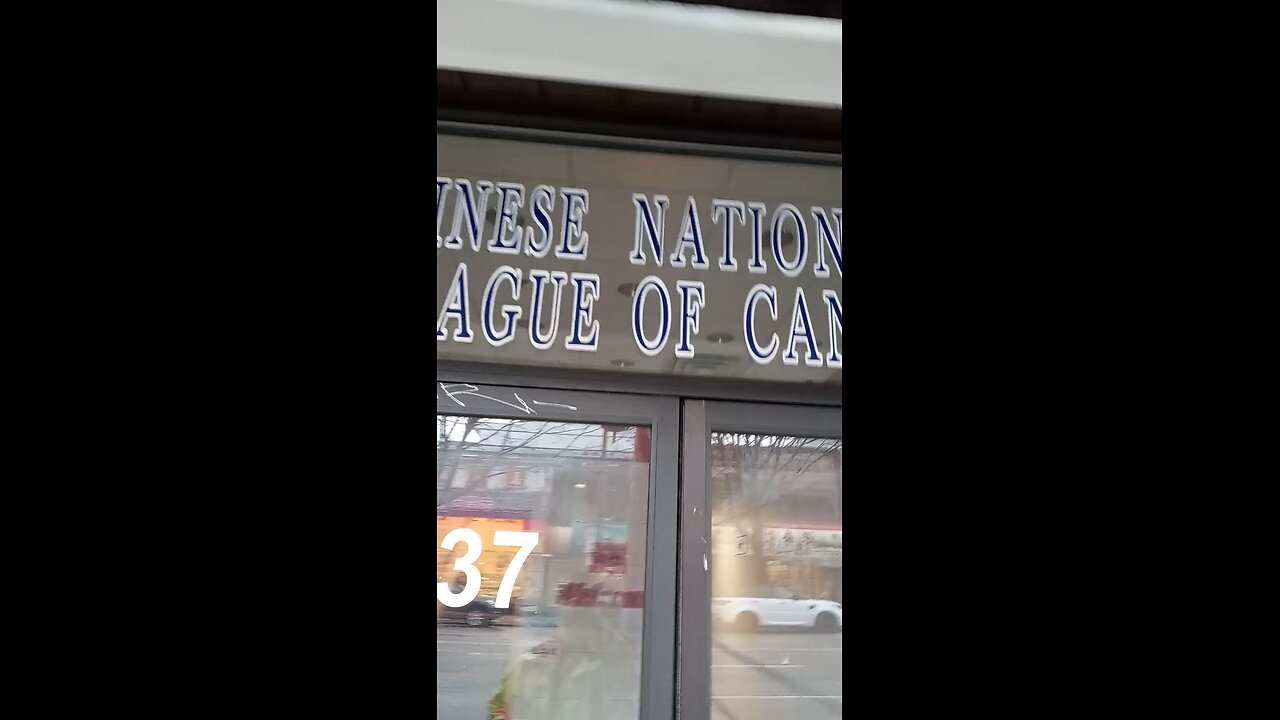 INESE NATION
AGUE OF CAN
37